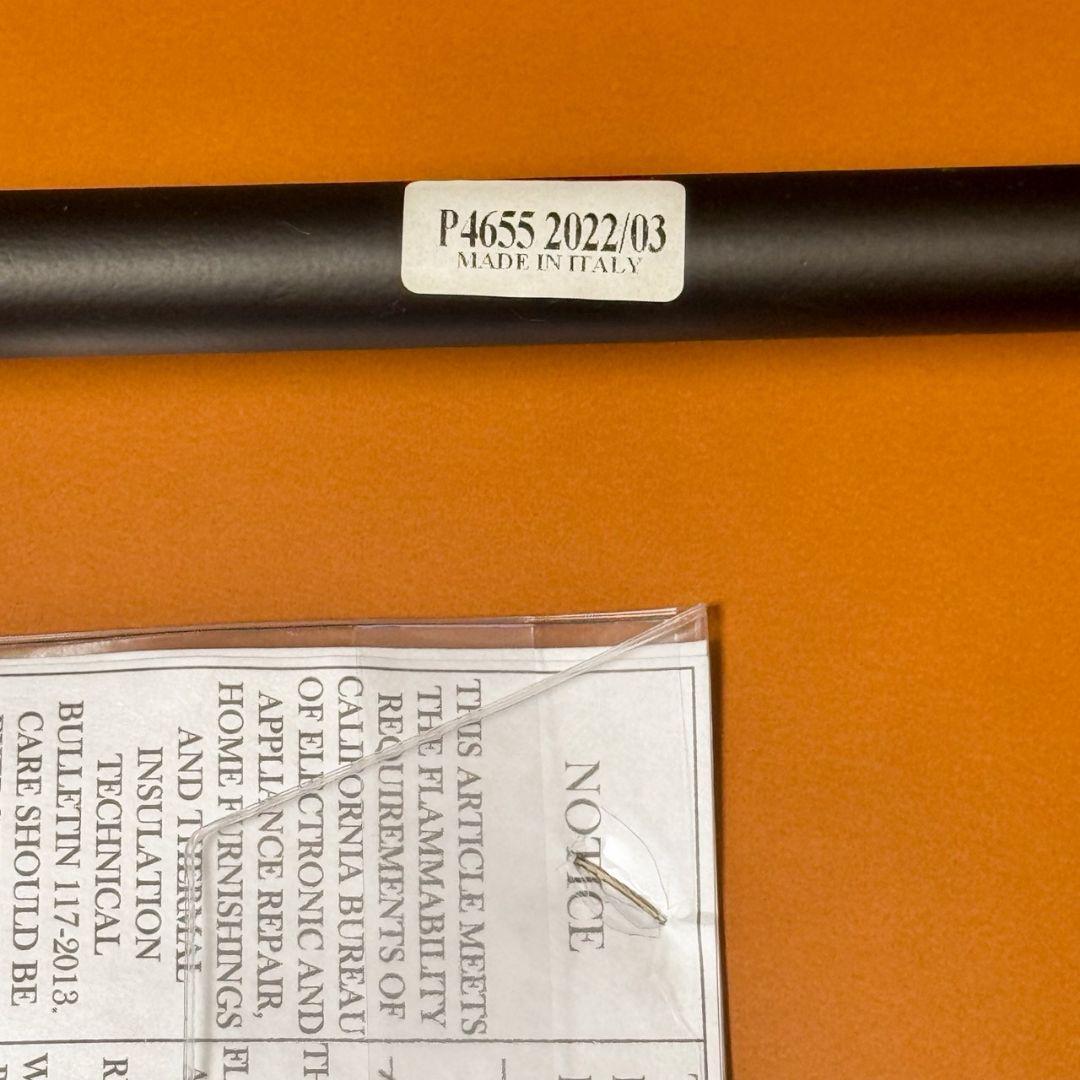 P4655 2022/03
MADE IN ITALY
NOTICE
THIS ARTICLE MEETS
THE FLAMMABILITY
REQUIREMENTS OF
CALIFORNIA BUREAU
OF ELECTRONIC AND
APPLIANCE REPAIR,
HOME FURNISHINGS
AND THERMAL
INSULATION
TECHNICAL
BULLETIN 117-2013.
CARE SHOULD BE